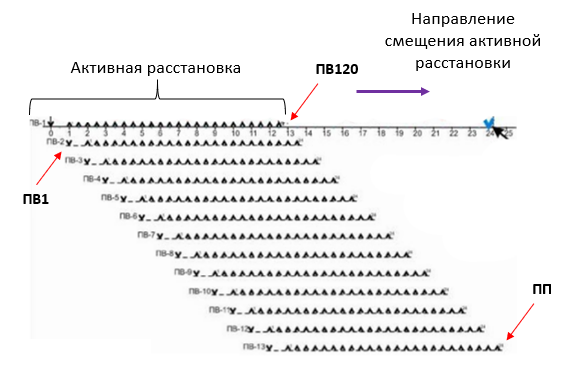 Направление
смещения активной
расстановки
Активная расстановка
ПВ120
ПВ-1
0 1 2 3 4 5 6 7 8 9 10 11 12 13 14 15 16 17 18 19 20 21 22 23 24 25
ПВ-2
ПВ-3
ПВ-4
ПВ1
ПВ-5
ПВ-6
ПВ-7
ПВ-8
ПВ-9
ПВ-10
ПП
ПВ-11
ПВ-12
ПВ-13